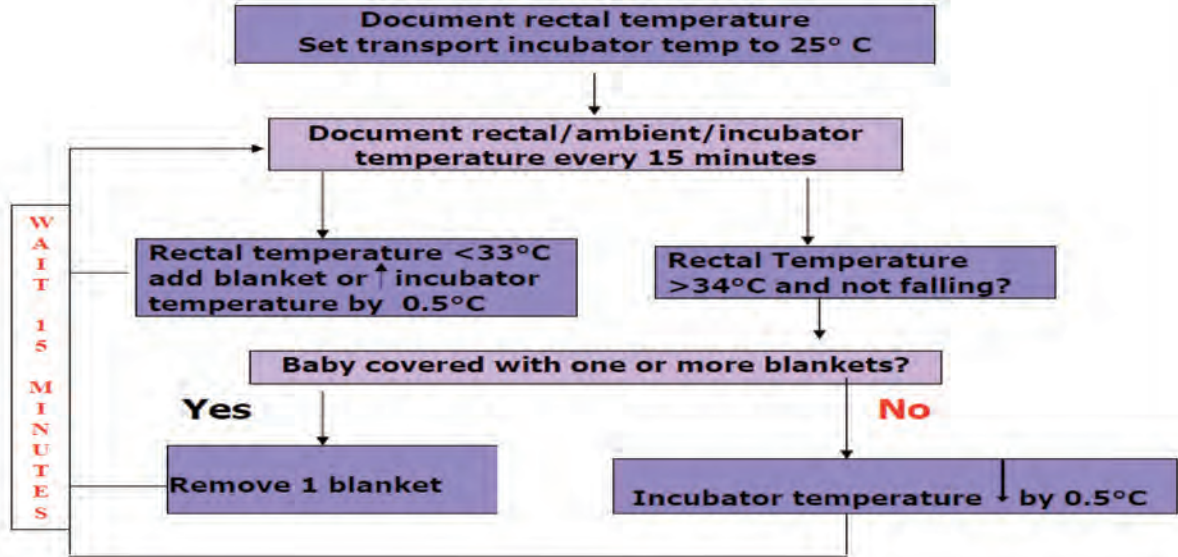 Document rectal temperature
Set transport incubator temp to 25° C
Document rectal/ambient/incubator
temperature every 15 minutes
WAIT 15 MINUTES
Rectal temperature <33°C
add blanket or ↑ incubator
temperature by 0.5°C
Rectal Temperature
>34°C and not falling?
Baby covered with one or more blankets?
Yes
No
Remove 1 blanket
Incubator temperature ↓ by 0.5°C